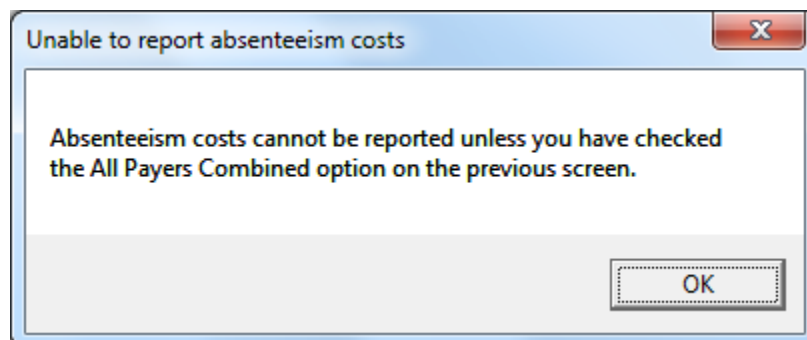 Unable to report absenteeism costs
Absenteeism costs cannot be reported unless you have checked
the All Payers Combined option on the previous screen.
OK